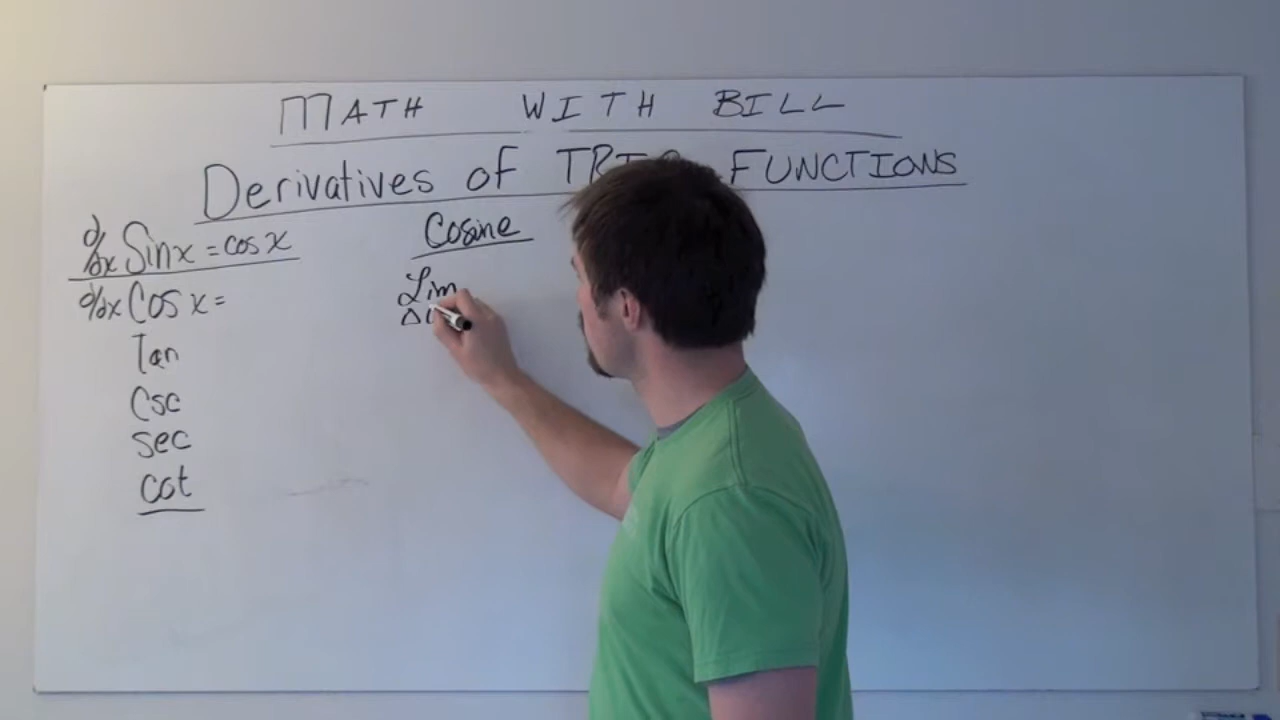 MATH WITH BILL
Derivatives of FUNCTIONS
d/dx Sin x = cos x
d/dx Cos x =
Tan
Csc
sec
cot
Cosine
Lim
Δ